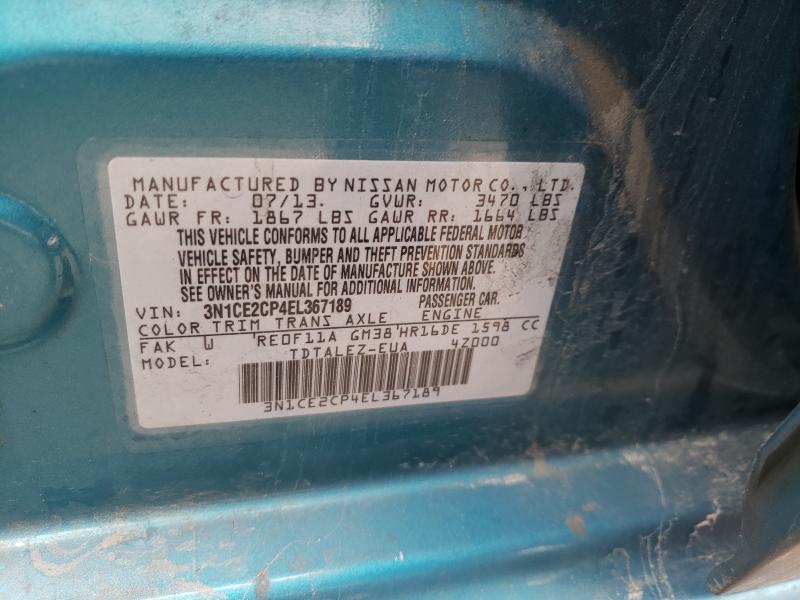 MANUFACTURED BY NISSAN MOTOR CO., LTD.
DATE: 07/13. GVWR: 3470 LBS
GAWR FR: 1867 LBS GAWR RR: 1664 LBS
THIS VEHICLE CONFORMS TO ALL APPLICABLE FEDERAL MOTOR
VEHICLE SAFETY, BUMPER AND THEFT PREVENTION STANDARDS
IN EFFECT ON THE DATE OF MANUFACTURE SHOWN ABOVE.
SEE OWNER'S MANUAL FOR ADDITIONAL INFORMATION.
VIN: 3N1CE2CP4EL367189 PASSENGER CAR.
COLOR TRIM TRANS AXLE ENGINE
FAK W 'RE0F11A GM38'HR16DE 1598 CC
MODEL: TDTALEZ-EUA 4Z000
3N1CE2CP4EL367189